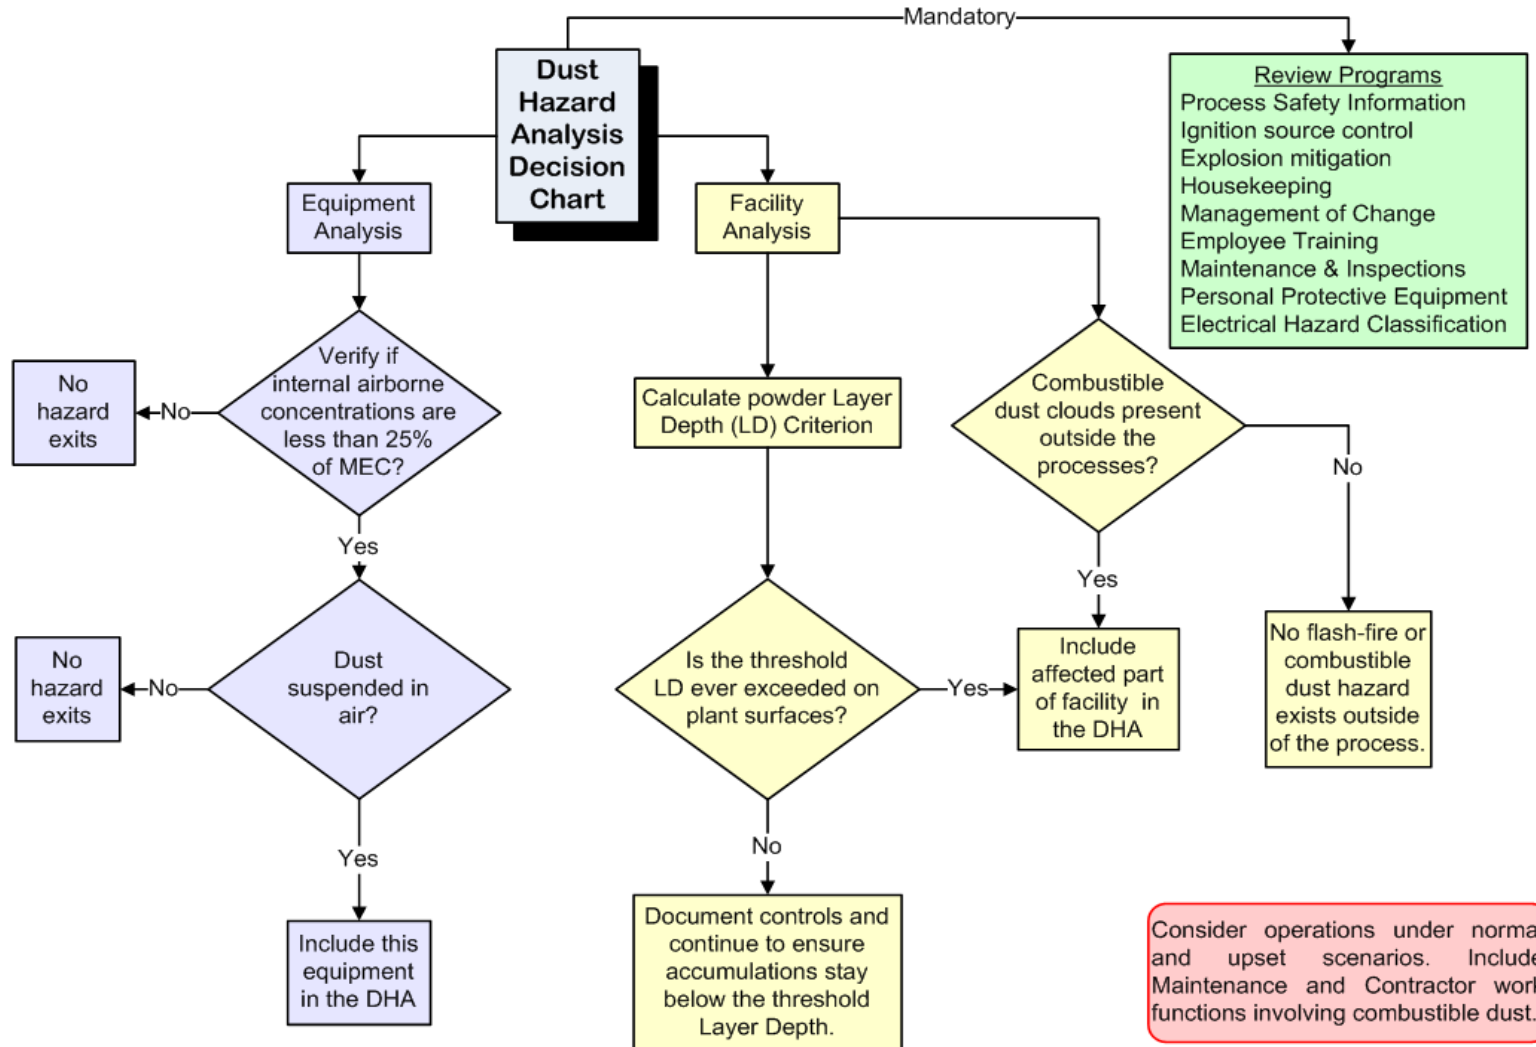 Mandatory
Dust
Hazard
Analysis
Decision
Chart
Review Programs
Process Safety Information
Ignition source control
Explosion mitigation
Housekeeping
Management of Change
Employee Training
Maintenance & Inspections
Personal Protective Equipment
Electrical Hazard Classification
Equipment
Analysis
Facility
Analysis
Verify if
internal airborne
concentrations are
less than 25%
of MEC?
No
No
hazard
exits
Yes
Dust
suspended in
air?
No
No
hazard
exits
Yes
Include this
equipment
in the DHA
Calculate powder Layer
Depth (LD) Criterion
Is the threshold
LD ever exceeded on
plant surfaces?
Yes
No
Document controls and
continue to ensure
accumulations stay
below the threshold
Layer Depth.
Combustible
dust clouds present
outside the
processes?
Yes
Include
affected part
of facility in
the DHA
No
No flash-fire or
combustible
dust hazard
exists outside
of the process.
Consider operations under norma
and upset scenarios. Include
Maintenance and Contractor work
functions involving combustible dust.